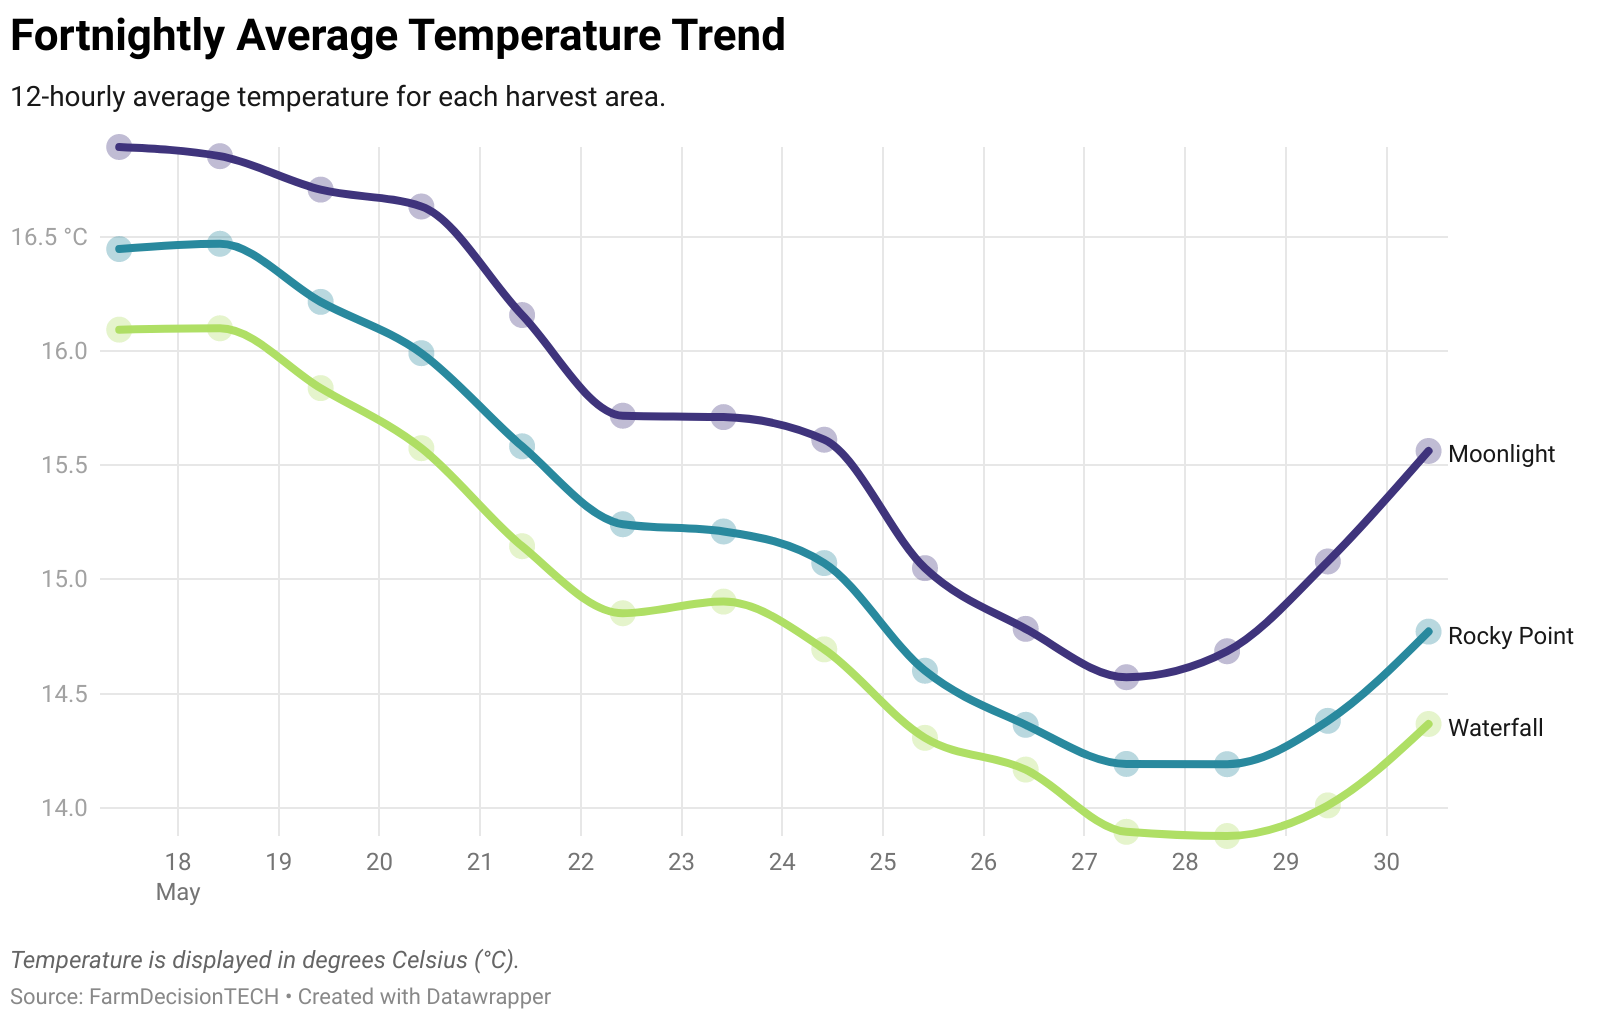 Fortnightly Average Temperature Trend
12-hourly average temperature for each harvest area.
16.5 °C
16.0
15.5
15.0
14.5
14.0
Moonlight
Rocky Point
Waterfall
18 19 20 21 22 23 24 25 26 27 28 29 30
May
Temperature is displayed in degrees Celsius (°C).
Source: FarmDecisionTECH • Created with Datawrapper